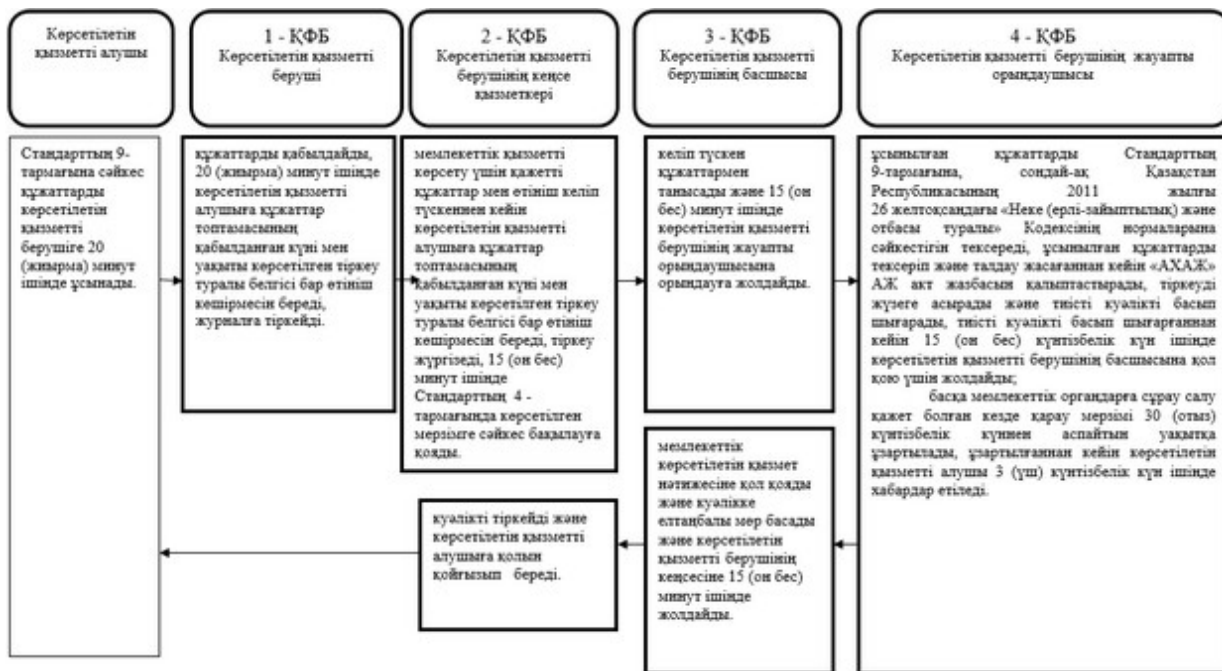 Көрсетілетін
қызметті алушы
1 - ҚФБ
Көрсетілетін қызметті
беруші
2 - ҚФБ
Көрсетілетін қызметті
берушінің кеңсе
қызметкері
3 - ҚФБ
Көрсетілетін қызметті
берушінің басшысы
4 - ҚФБ
Көрсетілетін қызметті берушінің жауапты
орындаушысы
Стандарттың 9-
тармағына сәйкес
құжаттарды
көрсетілетін
қызметті
берушіге 20
(жиырма) минут
ішінде ұсынады.
құжаттарды қабылдайды,
20 (жиырма) минут ішінде
көрсетілетін қызметті
алушыға құжаттар
топтамасының
қабылданған күні мен
уақыты көрсетілген тіркеу
туралы белгісі бар өтініш
көшірмесін береді,
журналға тіркейді.
мемлекеттік қызметті
көрсету үшін қажетті
құжаттар мен өтініш келіп
түскеннен кейін
көрсетілетін қызметті
алушыға құжаттар
топтамасының
қабылданған күні мен
уақыты көрсетілген тіркеу
туралы белгісі бар өтініш
көшірмесін береді, тіркеу
жүргізеді, 15 (он бес)
минут ішінде
Стандарттың 4 -
тармағында көрсетілген
мерзімге сәйкес бақылауға
қояды.
келіп түскен
құжаттармен
танысады және 15 (он
бес) минут ішінде
көрсетілетін қызметті
берушінің жауапты
орындаушысына
орындауға жолдайды.
ұсынылған құжаттарды Стандарттың
9-тармағына, сондай-ақ Қазақстан
Республикасының 2011 жылғы
26 желтоқсандағы «Неке (ерлі-зайыптылық) және
отбасы туралы» Кодексінің нормаларына
сәйкестігін тексереді, ұсынылған құжаттарды
тексеріп және талдау жасағаннан кейін «АХАЖ»
АЖ акт жазбасын қалыптастырады, тіркеуді
жүзеге асырады және тиісті куәлікті басып
шығарады, тиісті куәлікті басып шығарғаннан
кейін 15 (он бес) күнтізбелік күн ішінде
көрсетілетін қызметті берушінің басшысына қол
қою үшін жолдайды;
басқа мемлекеттік органдарға сұрау салу
қажет болған кезде қарау мерзімі 30 (отыз)
күнтізбелік күннен аспайтын уақытқа
ұзартылады, ұзартылғаннан кейін көрсетілетін
қызметті алушы 3 (үш) күнтізбелік күн ішінде
хабардар етіледі.
мемлекеттік
көрсетілетін қызмет
нәтижесіне қол қояды
және куәлікке
елтаңбалы мөр басады
және көрсетілетін
қызметті берушінің
кеңсесіне 15 (он бес)
минут ішінде
жолдайды.
куәлікті тіркейді және
көрсетілетін қызметті
алушыға қолын
қойғызып береді.